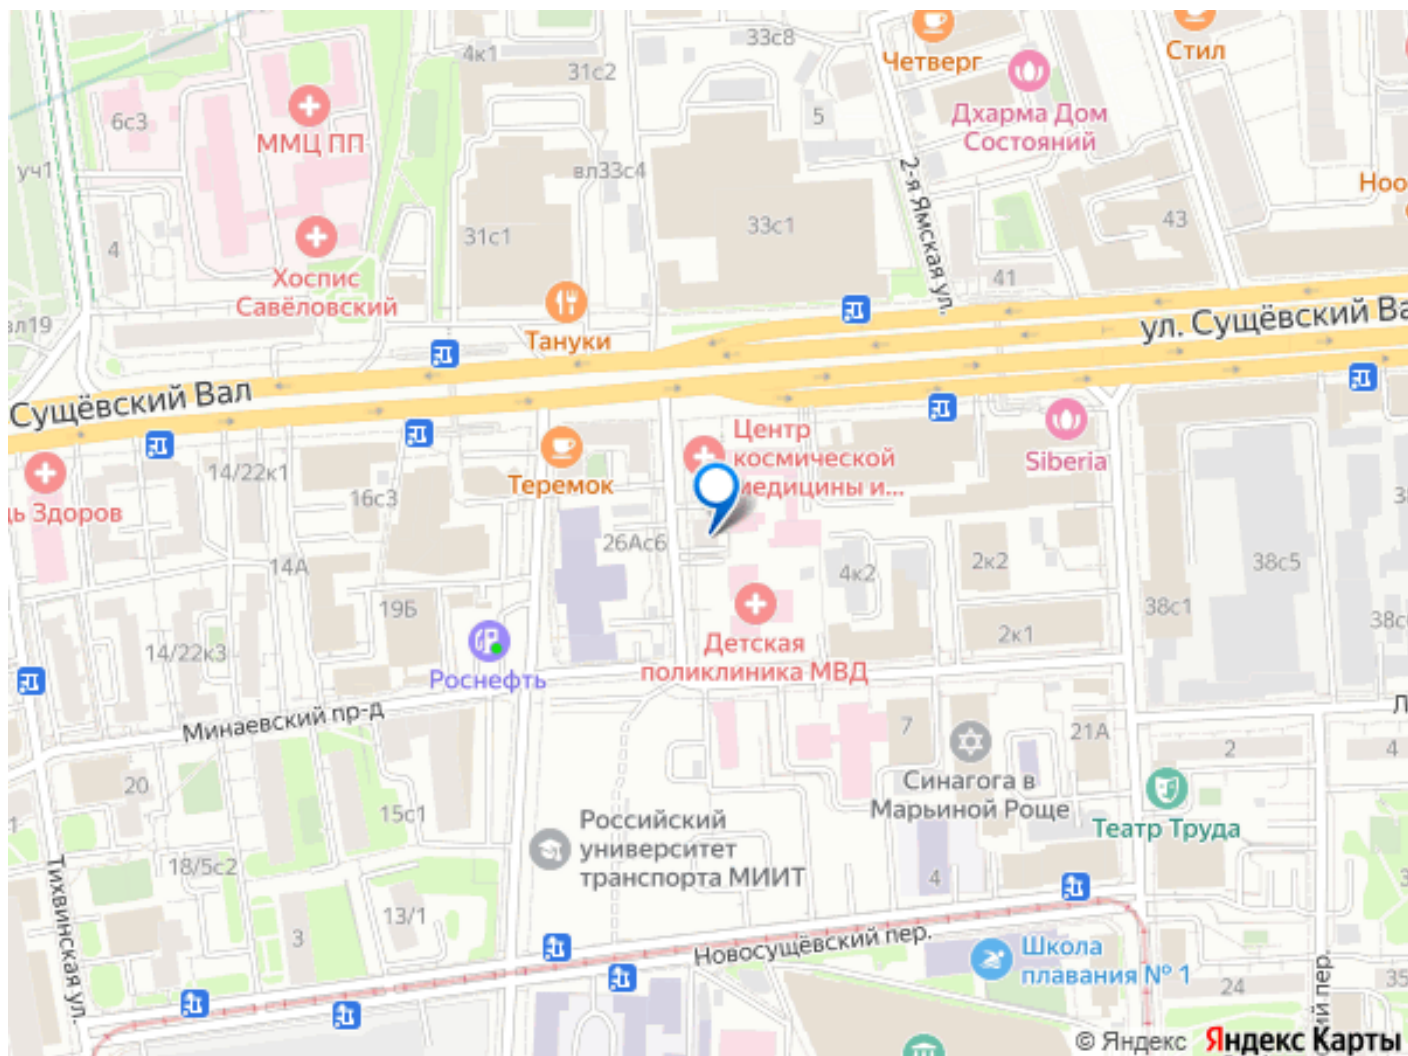 4к1
31с2
33с8
Четверг
Стил
6с3
ММЦ ПП
5
Дхарма Дом
Состояний
уч1
вл33с4
2-я Ямская ул.
Ноо
43
33с1
31с1
4
Хоспис
Савёловский
41
вл19
Тануки
ул. Сущёвский Ва
Сущёвский Вал
Центр
космической
медицины и...
Siberia
Теремок
14/22к1
16с3
ць Здоров
26Ас6
14А
4к2
2к2
38с5
19Б
38с1
2к1
Детская
поликлиника МВД
14/22к3
Роснефть
Минаевский пр-д
7
21А
2
4
Синагога в
Марьиной Роще
20
15с1
Театр Труда
Российский
университет
транспорта МИИТ
18/5с2
4
13/1
3
Тихвинская ул.
Новосущёвский пер.
Школа
плавания № 1
24
35
ий пер.
© Яндекс Яндекс Карты